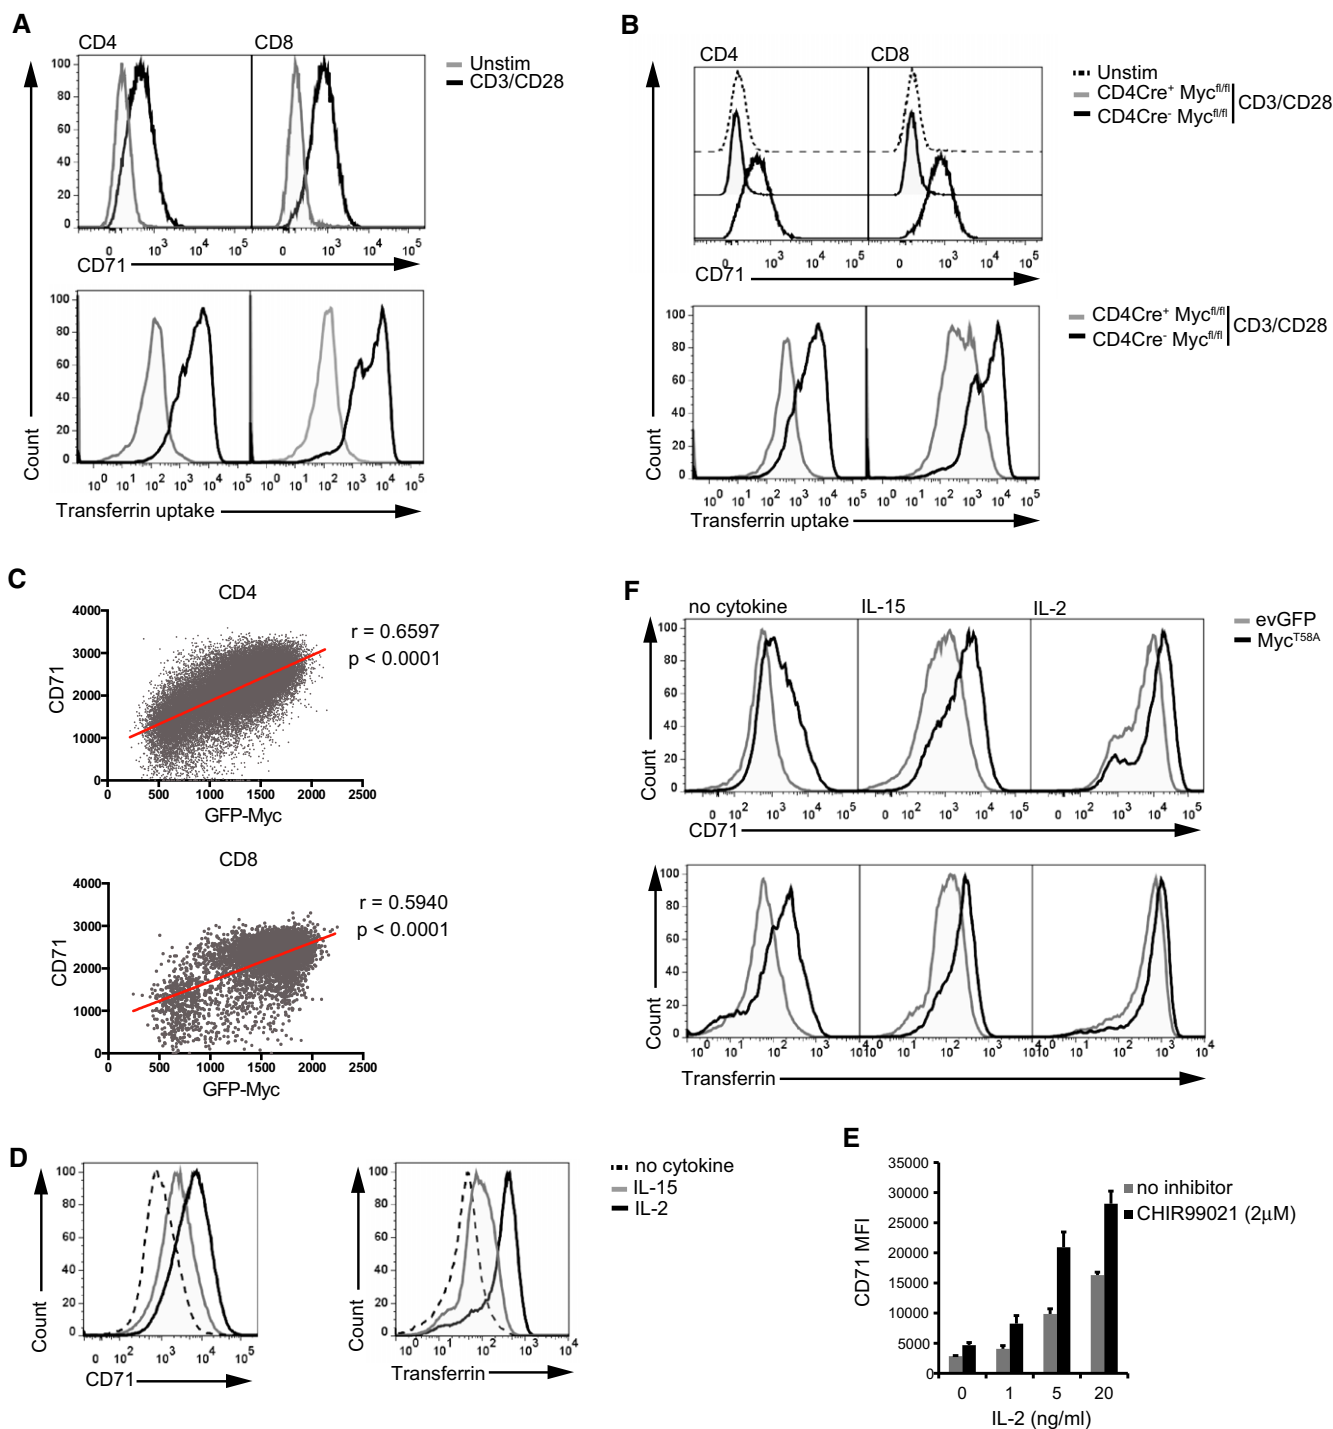 A
CD4 CD8
Unstim
CD3/CD28
100
80
60
40
20
0
0 10³ 10⁴ 10⁵ 0 10³ 10⁴ 10⁵
CD71
100
80
60
40
20
0
10⁰ 10¹ 10² 10³ 10⁴ 10⁵ 10⁰ 10¹ 10² 10³ 10⁴ 10⁵
Count
Transferrin uptake
B
CD4 CD8
Unstim
CD4Cre⁺ Mycfl/fl
CD4Cre⁻ Mycfl/fl
CD3/CD28
0 10³ 10⁴ 10⁵ 0 10³ 10⁴ 10⁵
CD71
CD4Cre⁺ Mycfl/fl
CD4Cre⁻ Mycfl/fl
CD3/CD28
100
80
60
40
20
0
10⁰ 10¹ 10² 10³ 10⁴ 10⁵ 10⁰ 10¹ 10² 10³ 10⁴ 10⁵
Count
Transferrin uptake
C
CD4
4000
3000
2000
1000
0
CD71
r = 0.6597
p < 0.0001
0 500 1000 1500 2000 2500
GFP-Myc
CD8
4000
3000
2000
1000
0
CD71
r = 0.5940
p < 0.0001
0 500 1000 1500 2000 2500
GFP-Myc
F
no cytokine IL-15 IL-2
evGFP
MycT58A
100
80
60
40
20
0
Count
0 10² 10³ 10⁴ 10⁵ 0 10² 10³ 10⁴ 10⁵ 0 10² 10³ 10⁴ 10⁵
CD71
100
80
60
40
20
0
Count
10⁰ 10¹ 10² 10³ 10⁴ 10⁰ 10¹ 10² 10³ 10⁴ 10⁰ 10¹ 10² 10³ 10⁴
Transferrin
D
100
80
60
40
20
0
Count
0 10² 10³ 10⁴ 10⁵
CD71
100
80
60
40
20
0
Count
10⁰ 10¹ 10² 10³ 10⁴
Transferrin
no cytokine
IL-15
IL-2
E
35000
30000
25000
20000
15000
10000
5000
0
CD71 MFI
no inhibitor
CHIR99021 (2µM)
0 1 5 20
IL-2 (ng/ml)